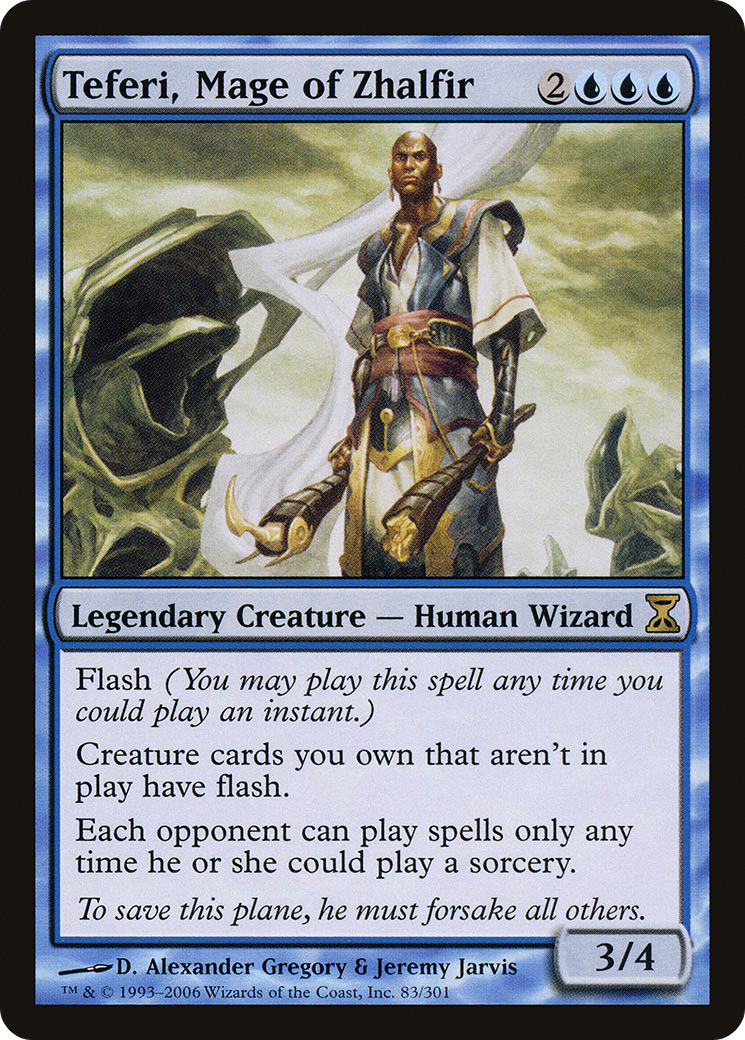 Teferi, Mage of Zhalfir 2
Legendary Creature — Human Wizard
Flash (You may play this spell any time you
could play an instant.)
Creature cards you own that aren't in
play have flash.
Each opponent can play spells only any
time he or she could play a sorcery.
To save this plane, he must forsake all others.
3/4
D. Alexander Gregory & Jeremy Jarvis
™ & © 1993–2006 Wizards of the Coast, Inc. 83/301